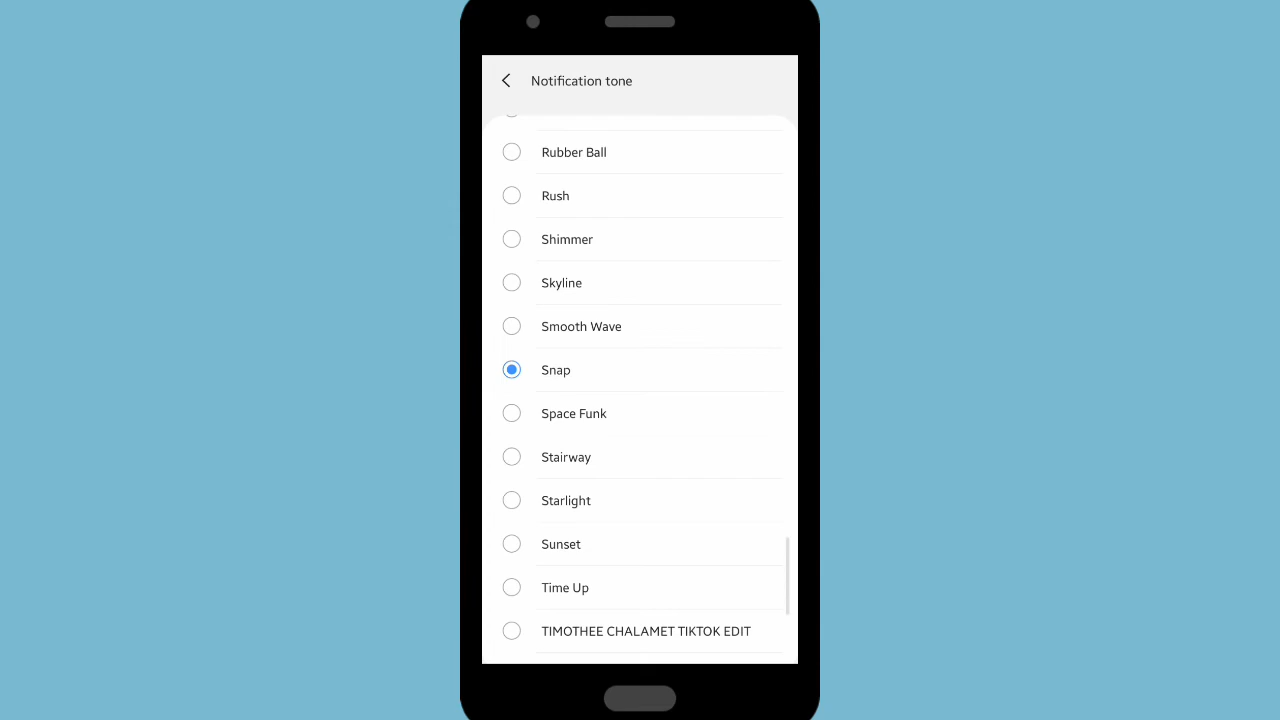 Notification tone
Rubber Ball
Rush
Shimmer
Skyline
Smooth Wave
Snap
Space Funk
Stairway
Starlight
Sunset
Time Up
TIMOTHEE CHALAMET TIKTOK EDIT